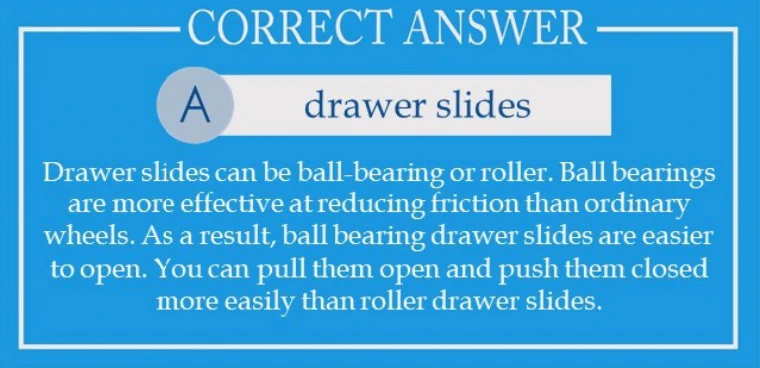 CORRECT ANSWER
A drawer slides
Drawer slides can be ball-bearing or roller. Ball bearings
are more effective at reducing friction than ordinary
wheels. As a result, ball bearing drawer slides are easier
to open. You can pull them open and push them closed
more easily than roller drawer slides.